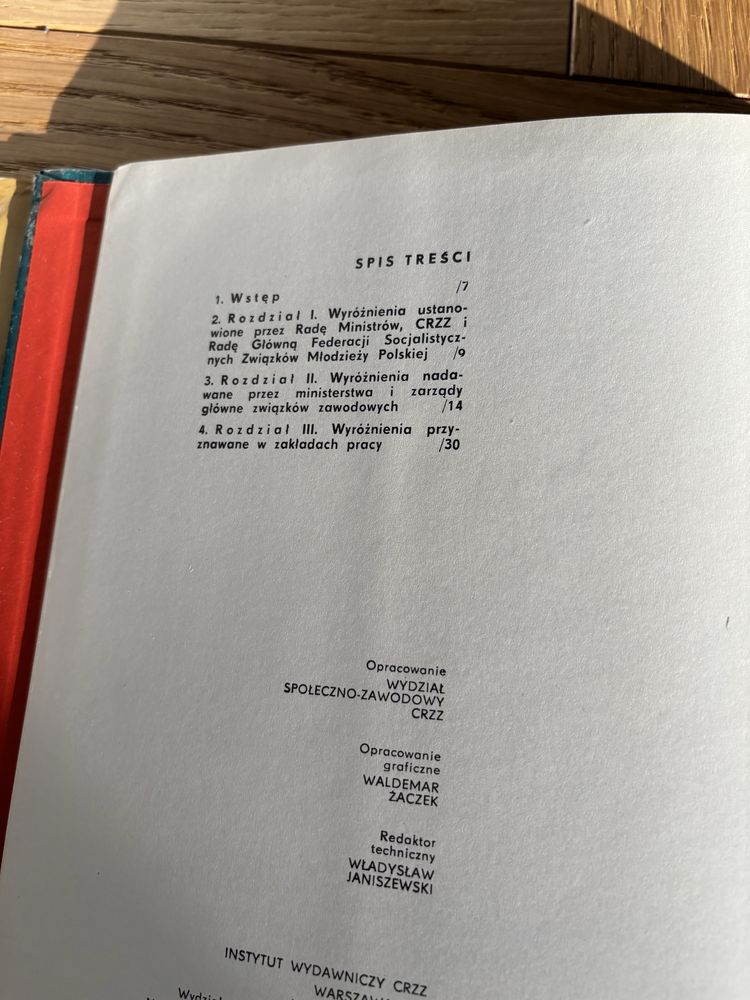 SPIS TREŚCI
1. Wstęp /7
2. Rozdział I. Wyróżnienia ustano-
wione przez Radę Ministrów, CRZZ i
Radę Główną Federacji Socjalistycz-
nych Związków Młodzieży Polskiej /9
3. Rozdział II. Wyróżnienia nada-
wane przez ministerstwa i zarządy
główne związków zawodowych /14
4. Rozdział III. Wyróżnienia przy-
znawane w zakładach pracy /30
Opracowanie
WYDZIAŁ
SPOŁECZNO-ZAWODOWY
CRZZ
Opracowanie
graficzne
WALDEMAR
ŻACZEK
Redaktor
techniczny
WŁADYSŁAW
JANISZEWSKI
INSTYTUT WYDAWNICZY CRZZ